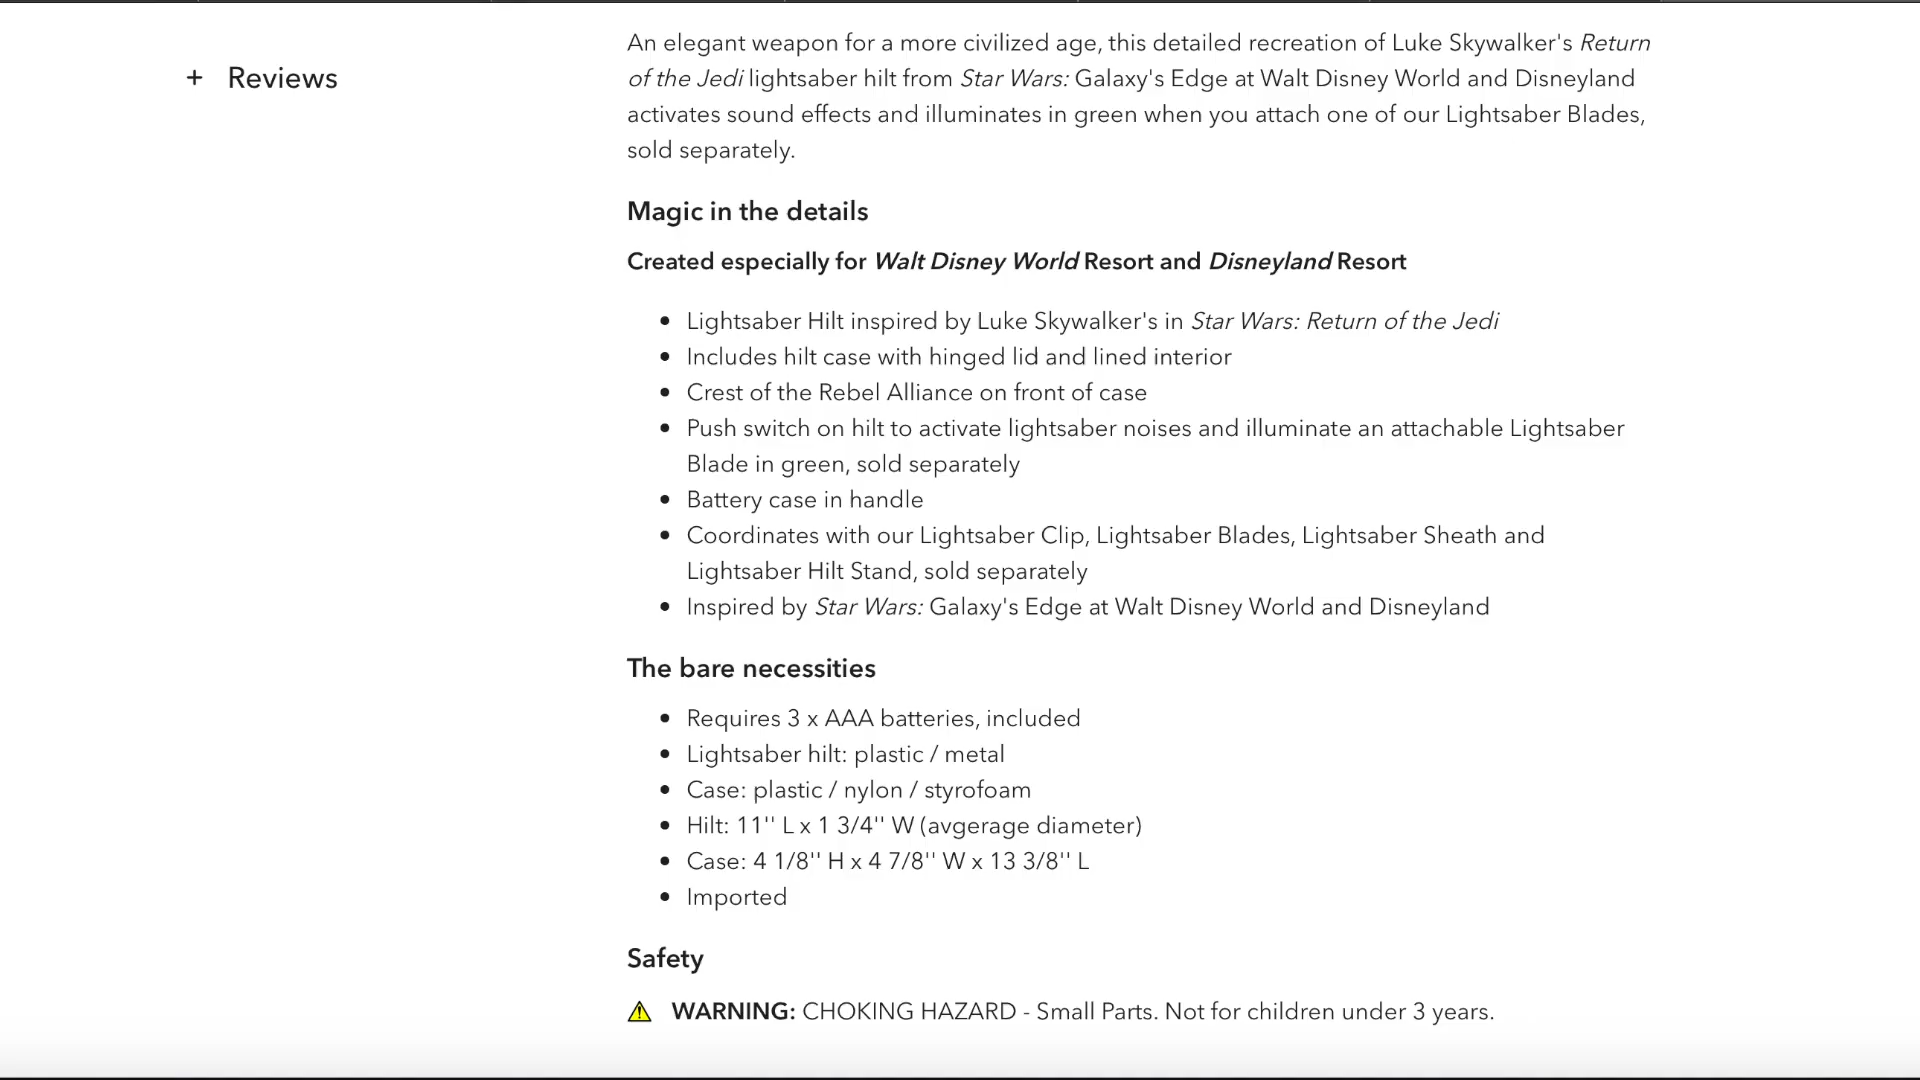 + Reviews
An elegant weapon for a more civilized age, this detailed recreation of Luke Skywalker's Return
of the Jedi lightsaber hilt from Star Wars: Galaxy's Edge at Walt Disney World and Disneyland
activates sound effects and illuminates in green when you attach one of our Lightsaber Blades,
sold separately.
Magic in the details
Created especially for Walt Disney World Resort and Disneyland Resort
• Lightsaber Hilt inspired by Luke Skywalker's in Star Wars: Return of the Jedi
• Includes hilt case with hinged lid and lined interior
• Crest of the Rebel Alliance on front of case
• Push switch on hilt to activate lightsaber noises and illuminate an attachable Lightsaber
Blade in green, sold separately
• Battery case in handle
• Coordinates with our Lightsaber Clip, Lightsaber Blades, Lightsaber Sheath and
Lightsaber Hilt Stand, sold separately
• Inspired by Star Wars: Galaxy's Edge at Walt Disney World and Disneyland
The bare necessities
• Requires 3 x AAA batteries, included
• Lightsaber hilt: plastic / metal
• Case: plastic / nylon / styrofoam
• Hilt: 11'' L x 1 3/4'' W (avgerage diameter)
• Case: 4 1/8'' H x 4 7/8'' W x 13 3/8'' L
• Imported
Safety
WARNING: CHOKING HAZARD - Small Parts. Not for children under 3 years.